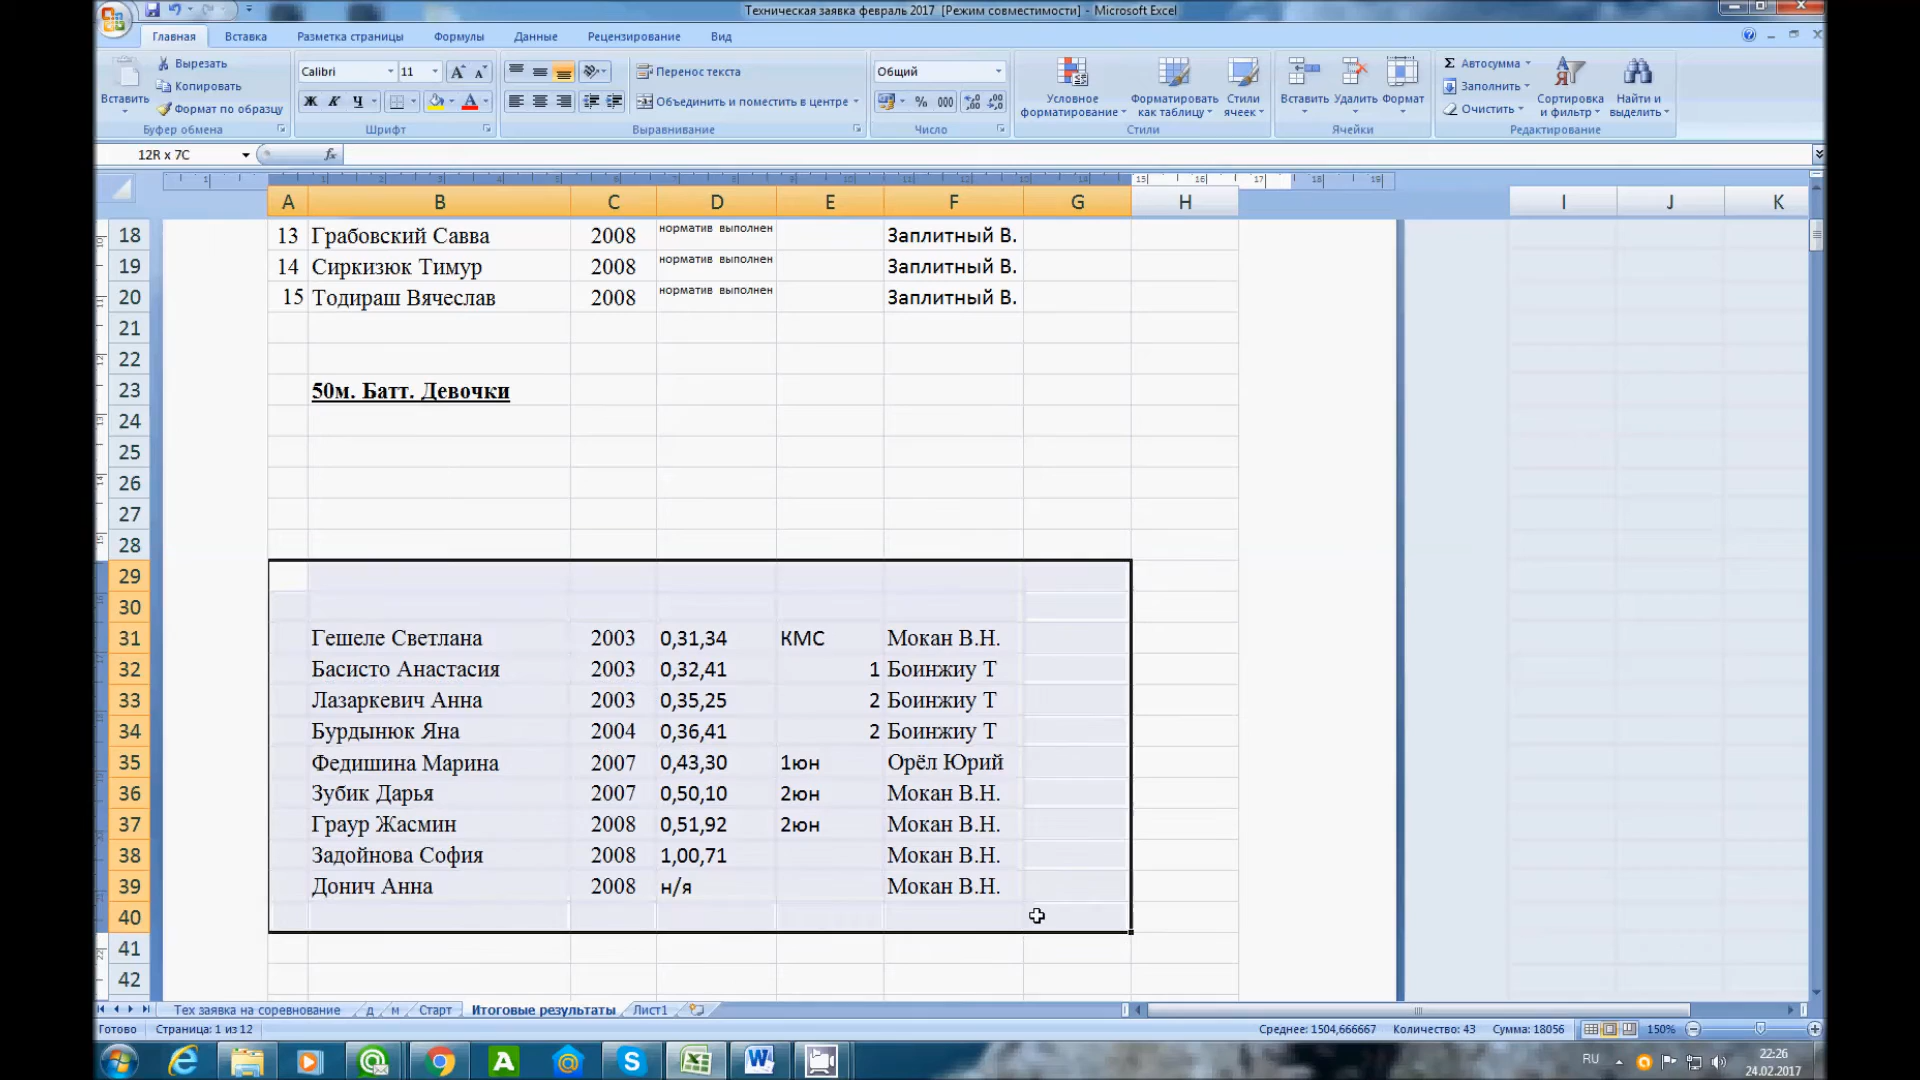 Техническая заявка февраль 2017 [Режим совместимости] - Microsoft Excel
Главная Вставка Разметка страницы Формулы Данные Рецензирование Вид
Вставить Вырезать Копировать Формат по образцу
Буфер обмена
Calibri 11
Ж К Ч
Шрифт
Перенос текста
Объединить и поместить в центре
Выравнивание
Общий
% 000
Число
Условное форматирование Форматировать как таблицу Стили ячеек
Стили
Вставить Удалить Формат
Ячейки
Автосумма
Заполнить
Очистить
Сортировка и фильтр Найти и выделить
Редактирование
12R x 7C fx
A B C D E F G H I J K
18 13 Грабовский Савва 2008 норматив выполнен Заплитный В.
19 14 Сиркизюк Тимур 2008 норматив выполнен Заплитный В.
20 15 Тодираш Вячеслав 2008 норматив выполнен Заплитный В.
21
22
23 50м. Батт. Девочки
24
25
26
27
28
29
30
31 Гешеле Светлана 2003 0,31,34 КМС Мокан В.Н.
32 Басисто Анастасия 2003 0,32,41 1 Боинжиу Т
33 Лазаркевич Анна 2003 0,35,25 2 Боинжиу Т
34 Бурдынюк Яна 2004 0,36,41 2 Боинжиу Т
35 Федишина Марина 2007 0,43,30 1юн Орёл Юрий
36 Зубик Дарья 2007 0,50,10 2юн Мокан В.Н.
37 Граур Жасмин 2008 0,51,92 2юн Мокан В.Н.
38 Задойнова София 2008 1,00,71 Мокан В.Н.
39 Донич Анна 2008 н/я Мокан В.Н.
40
41
42
Тех заявка на соревнование д м Старт Итоговые результаты Лист1
Готово Страница: 1 из 12 Среднее: 1504,666667 Количество: 43 Сумма: 18056 150%
RU 22:26
24.02.2017